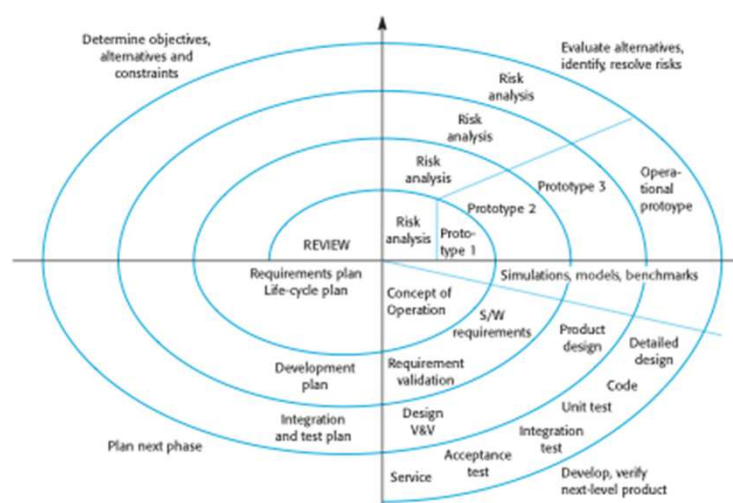 Determine objectives,
alternatives and
constraints
Evaluate alternatives,
identify, resolve risks
Risk
analysis
Risk
analysis
Risk
analysis
Risk
analysis
Proto-
type 1
Prototype 2
Prototype 3
Opera-
tional
protoype
REVIEW
Requirements plan
Life-cycle plan
Simulations, models, benchmarks
Concept of
Operation
S/W
requirements
Product
design
Detailed
design
Development
plan
Requirement
validation
Code
Unit test
Integration
and test plan
Design
V&V
Integration
test
Acceptance
test
Service
Plan next phase
Develop, verify
next-level product